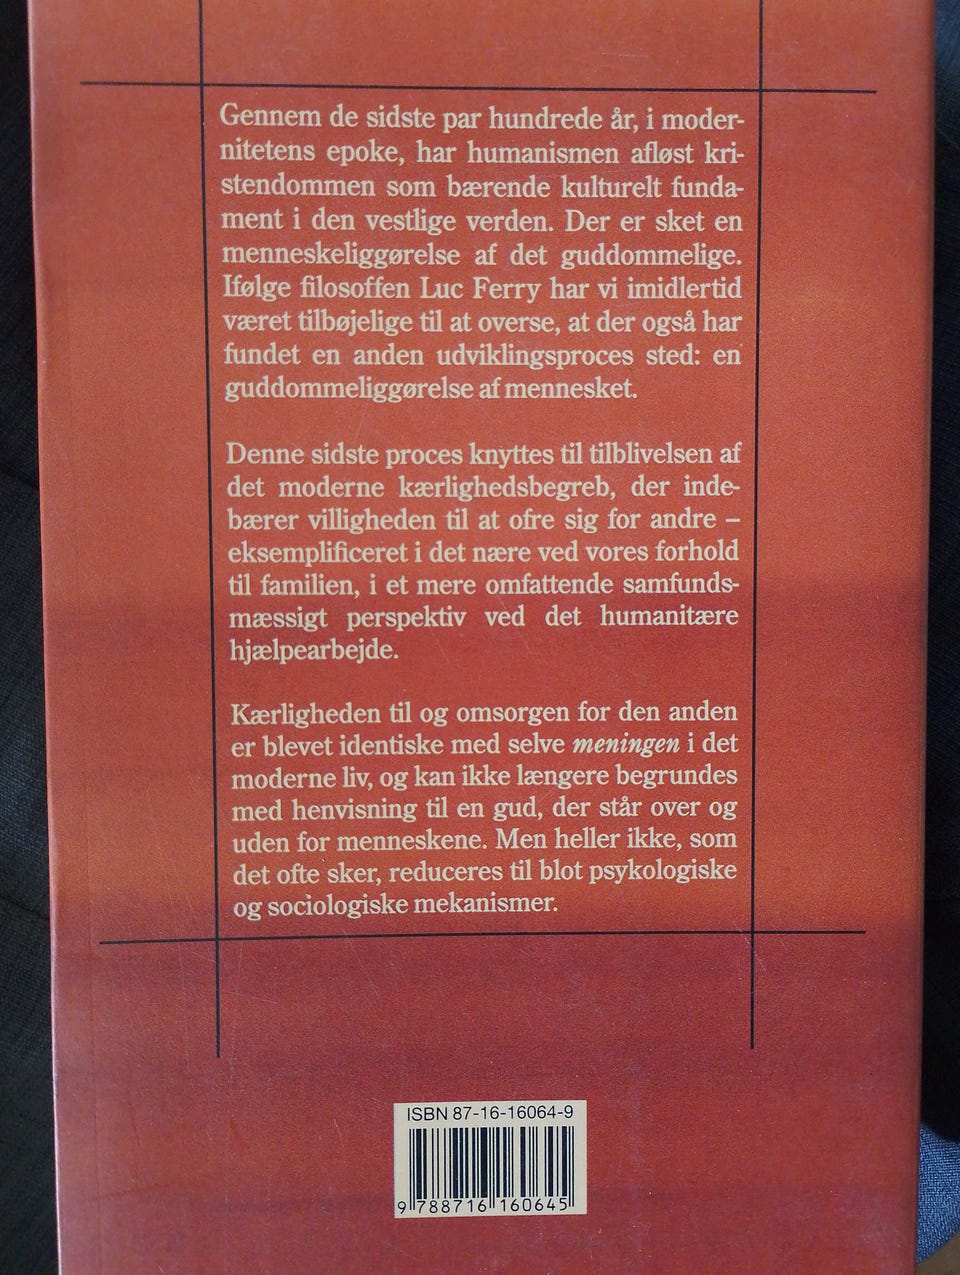 Gennem de sidste par hundrede år, i moder-
nitetens epoke, har humanismen afløst kri-
stendommen som bærende kulturelt funda-
ment i den vestlige verden. Der er sket en
menneskeliggørelse af det guddommelige.
Ifølge filosoffen Luc Ferry har vi imidlertid
været tilbøjelige til at overse, at der også har
fundet en anden udviklingsproces sted: en
guddommeliggørelse af mennesket.
Denne sidste proces knyttes til tilblivelsen af
det moderne kærlighedsbegreb, der inde-
bærer villigheden til at ofre sig for andre –
eksemplificeret i det nære ved vores forhold
til familien, i et mere omfattende samfunds-
mæssigt perspektiv ved det humanitære
hjælpearbejde.
Kærligheden til og omsorgen for den anden
er blevet identiske med selve meningen i det
moderne liv, og kan ikke længere begrundes
med henvisning til en gud, der står over og
uden for menneskene. Men heller ikke, som
det ofte sker, reduceres til blot psykologiske
og sociologiske mekanismer.
ISBN 87-16-16064-9
9 788716 160645